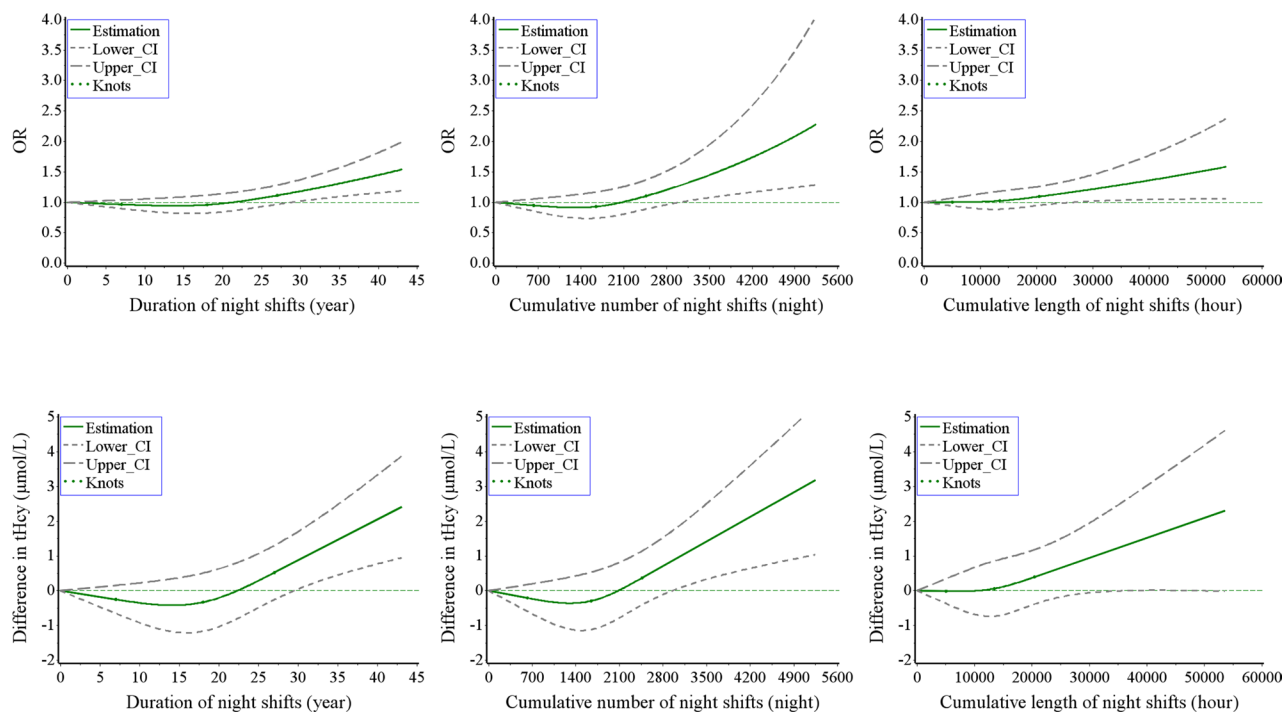 4.0
3.5
3.0
2.5
2.0
1.5
1.0
0.5
0.0
OR
Estimation
Lower_CI
Upper_CI
Knots
0 5 10 15 20 25 30 35 40 45
Duration of night shifts (year)
4.0
3.5
3.0
2.5
2.0
1.5
1.0
0.5
0.0
OR
Estimation
Lower_CI
Upper_CI
Knots
0 700 1400 2100 2800 3500 4200 4900 5600
Cumulative number of night shifts (night)
4.0
3.5
3.0
2.5
2.0
1.5
1.0
0.5
0.0
OR
Estimation
Lower_CI
Upper_CI
Knots
0 10000 20000 30000 40000 50000 60000
Cumulative length of night shifts (hour)
5
4
3
2
1
0
-1
-2
Difference in tHcy (μmol/L)
Estimation
Lower_CI
Upper_CI
Knots
0 5 10 15 20 25 30 35 40 45
Duration of night shifts (year)
5
4
3
2
1
0
-1
-2
Difference in tHcy (μmol/L)
Estimation
Lower_CI
Upper_CI
Knots
0 700 1400 2100 2800 3500 4200 4900 5600
Cumulative number of night shifts (night)
5
4
3
2
1
0
-1
-2
Difference in tHcy (μmol/L)
Estimation
Lower_CI
Upper_CI
Knots
0 10000 20000 30000 40000 50000 60000
Cumulative length of night shifts (hour)